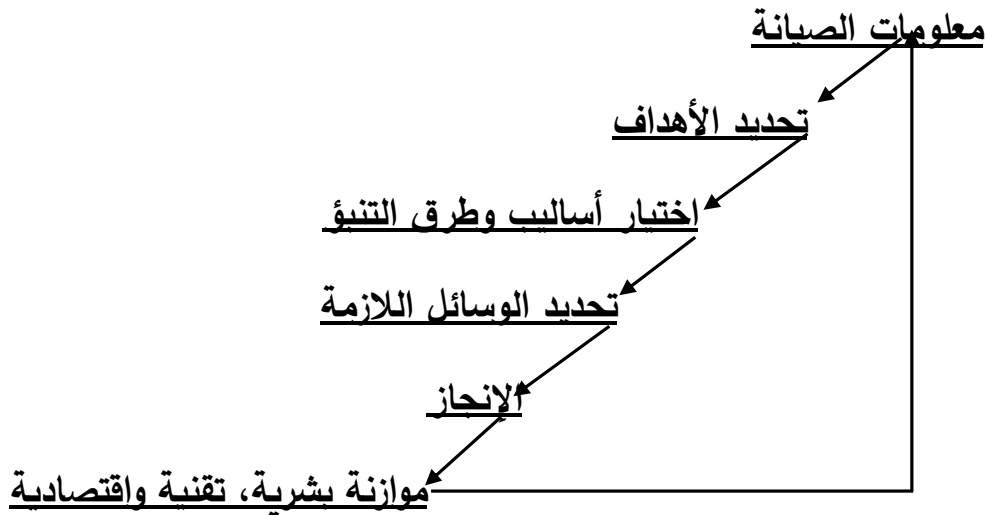 معلومات الصيانة
تحديد الأهداف
اختيار أساليب وطرق التنبؤ
تحديد الوسائل اللازمة
الإنجاز
موازنة بشرية، تقنية واقتصادية